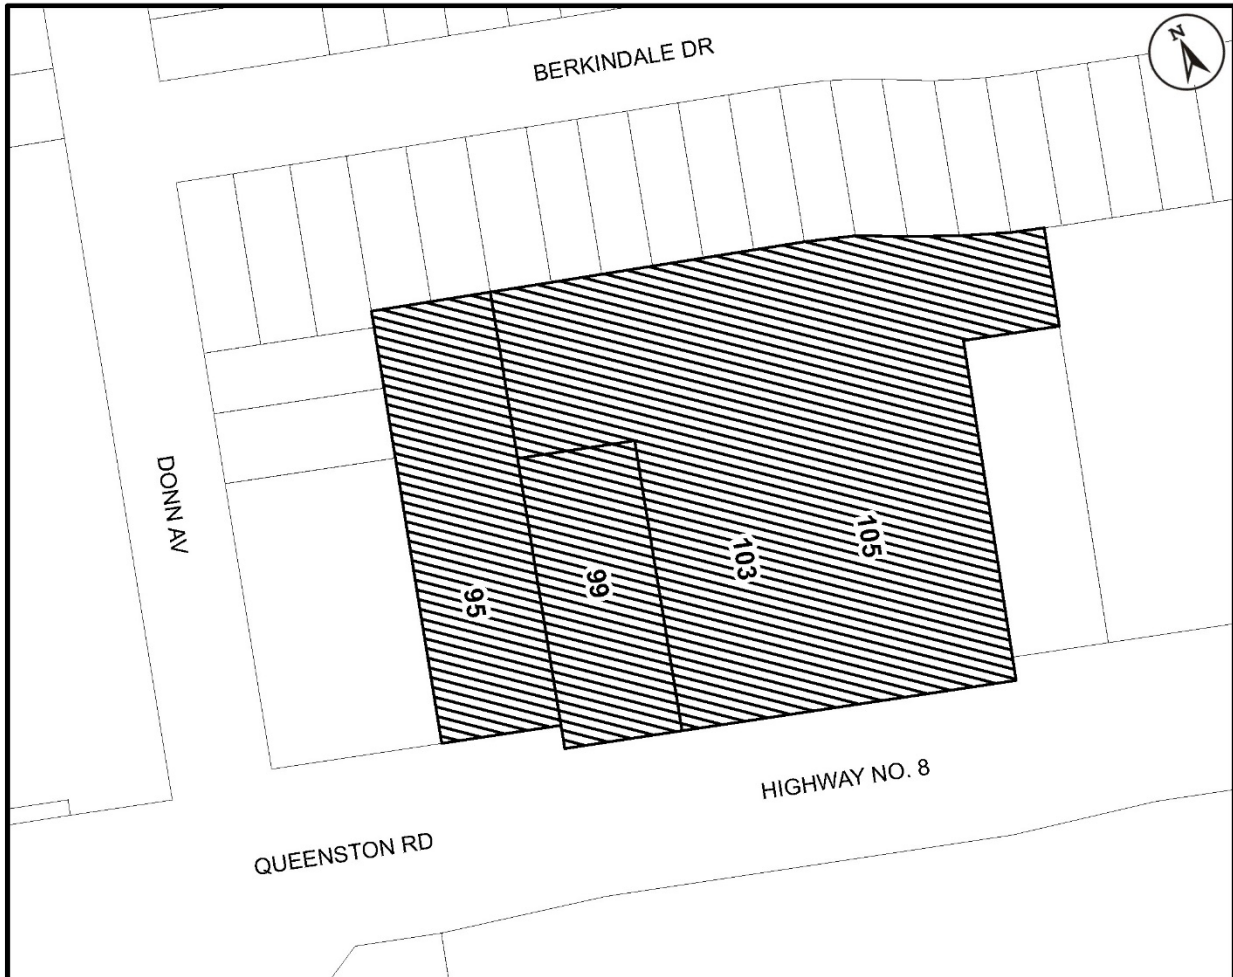 N
BERKINDALE DR
DONN AV
95
99
103
105
HIGHWAY NO. 8
QUEENSTON RD